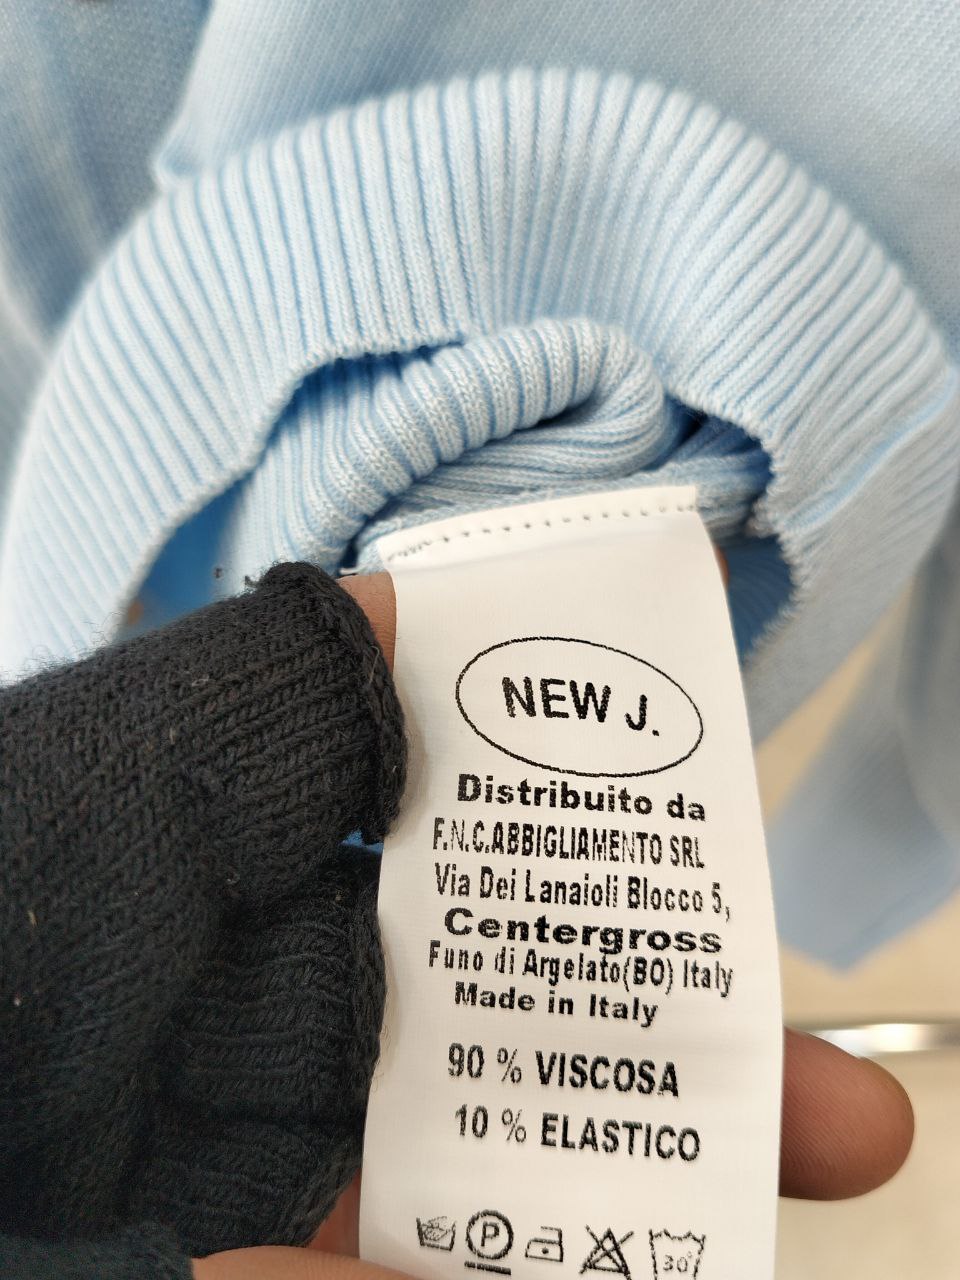 NEW J.
Distribuito da
F.N.C.ABBIGLIAMENTO SRL
Via Dei Lanaioli Blocco 5,
Centergross
Funo di Argelato(BO) Italy
Made in Italy
90 % VISCOSA
10 % ELASTICO
P 30°